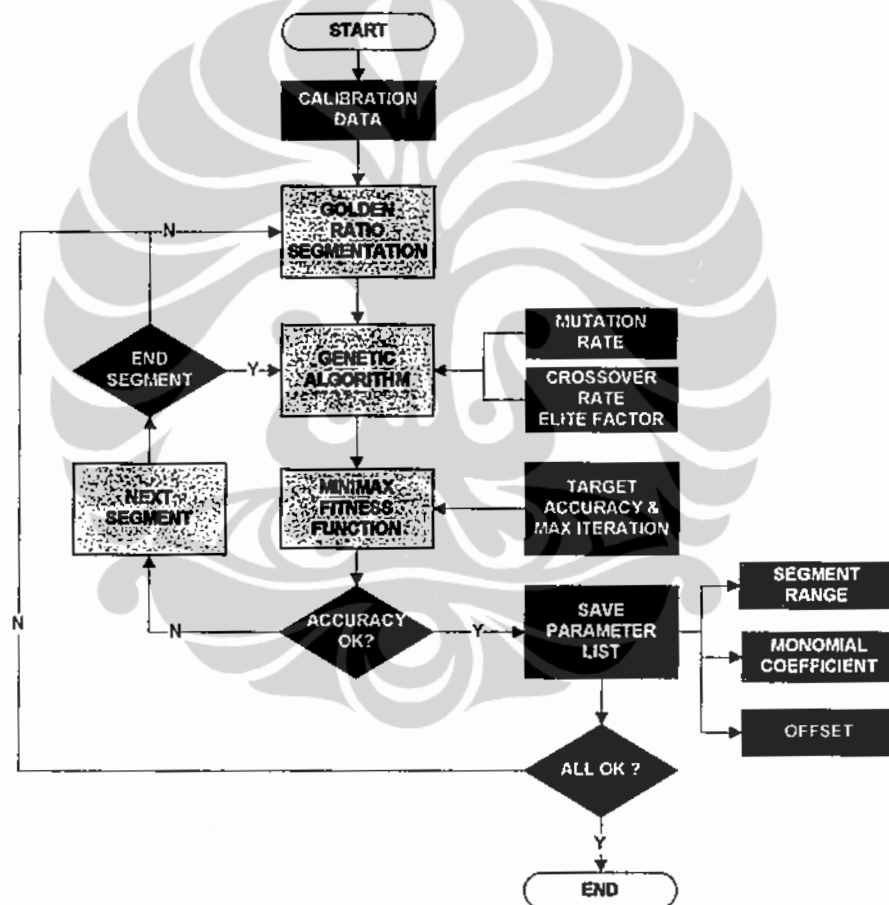 START
CALIBRATION
DATA
GOLDEN
RATIO
SEGMENTATION
N
END
SEGMENT
Y
GENETIC
ALGORITHM
MUTATION
RATE
CROSSOVER
RATE
ELITE FACTOR
NEXT
SEGMENT
MINIMAX
FITNESS
FUNCTION
TARGET
ACCURACY &
MAX ITERATION
N
N
ACCURACY
OK?
Y
SAVE
PARAMETER
LIST
SEGMENT
RANGE
MONOMIAL
COEFFICIENT
OFFSET
ALL OK ?
Y
END